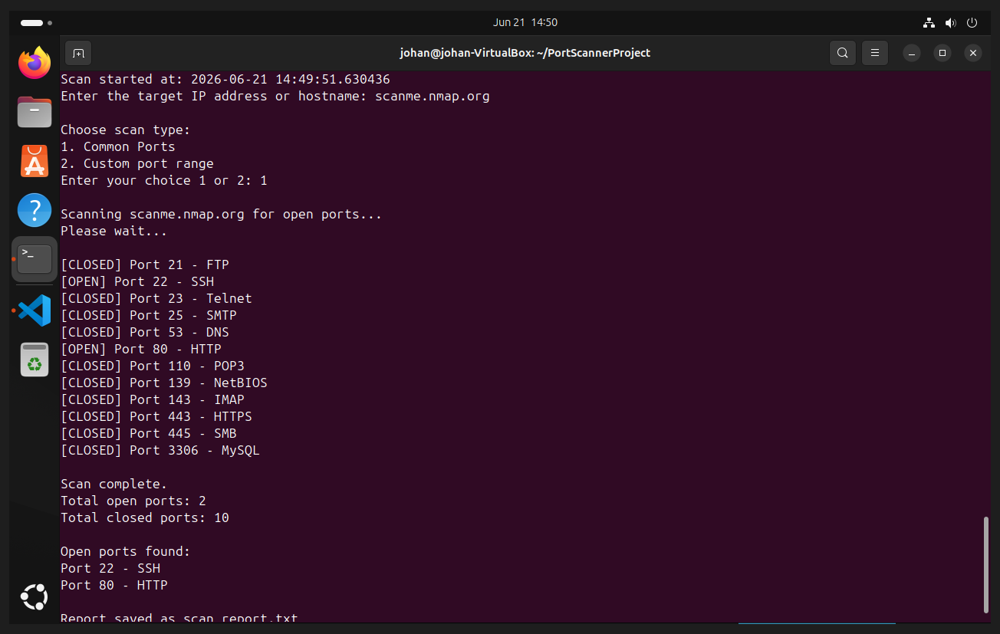 Jun 21 14:50
johan@johan-VirtualBox: ~/PortScannerProject
Scan started at: 2026-06-21 14:49:51.630436
Enter the target IP address or hostname: scanme.nmap.org
Choose scan type:
1. Common Ports
2. Custom port range
Enter your choice 1 or 2: 1
Scanning scanme.nmap.org for open ports...
Please wait...
[CLOSED] Port 21 - FTP
[OPEN] Port 22 - SSH
[CLOSED] Port 23 - Telnet
[CLOSED] Port 25 - SMTP
[CLOSED] Port 53 - DNS
[OPEN] Port 80 - HTTP
[CLOSED] Port 110 - POP3
[CLOSED] Port 139 - NetBIOS
[CLOSED] Port 143 - IMAP
[CLOSED] Port 443 - HTTPS
[CLOSED] Port 445 - SMB
[CLOSED] Port 3306 - MySQL
Scan complete.
Total open ports: 2
Total closed ports: 10
Open ports found:
Port 22 - SSH
Port 80 - HTTP
Report saved as scan_report.txt